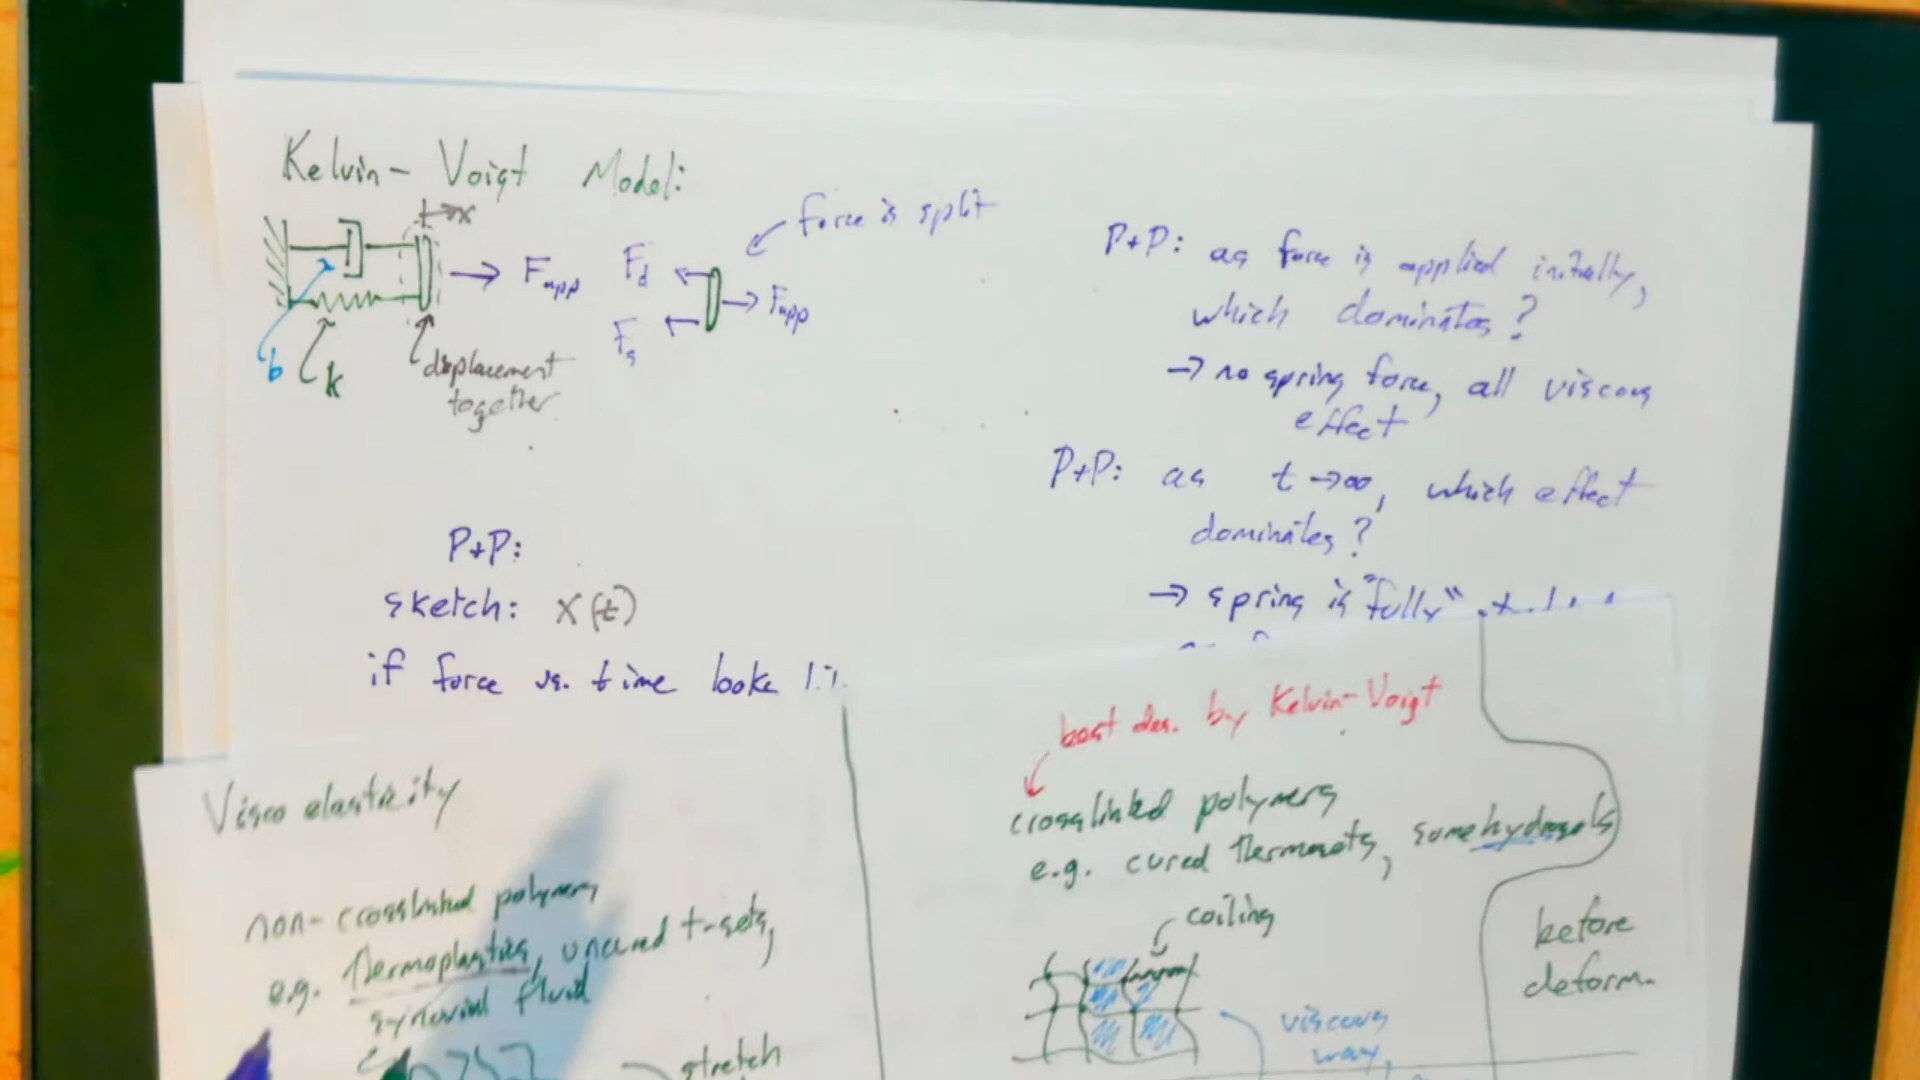 Kelvin-Voigt Model:
x
force is split
Fapp
Fd
Fapp
Fs
b
k
displacement
together
P+P: as force is applied initially,
which dominates?
→ no spring force, all viscous
effect
P+P: as t→∞, which effect
dominates?
→ spring is "fully"
P+P:
sketch: x(t)
if force vs. time looks
Viscoelasticity
non-crosslinked polymers
e.g. thermoplastics, uncured t-sets,
synovial fluid
stretch
best des. by Kelvin-Voigt
crosslinked polymers
e.g. cured thermosets, some hydrogels
coiling
before
deform.
viscous
way,